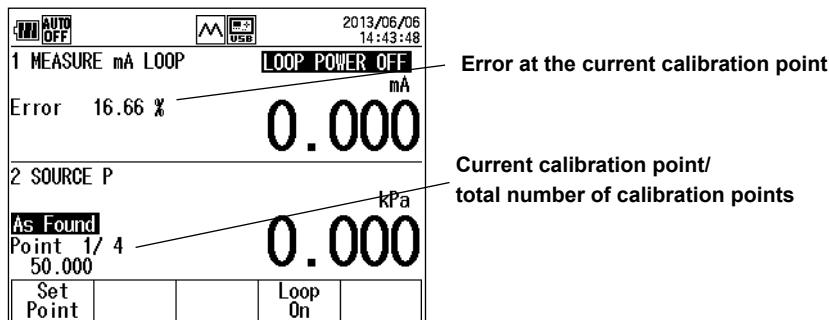 AUTO OFF USB 2013/06/06
14:43:48
1 MEASURE mA LOOP LOOP POWER OFF
mA
Error 16.66 %
0.000
Error at the current calibration point
2 SOURCE P
kPa
As Found
Point 1/ 4
50.000
0.000
Current calibration point/
total number of calibration points
Set Point
Loop On